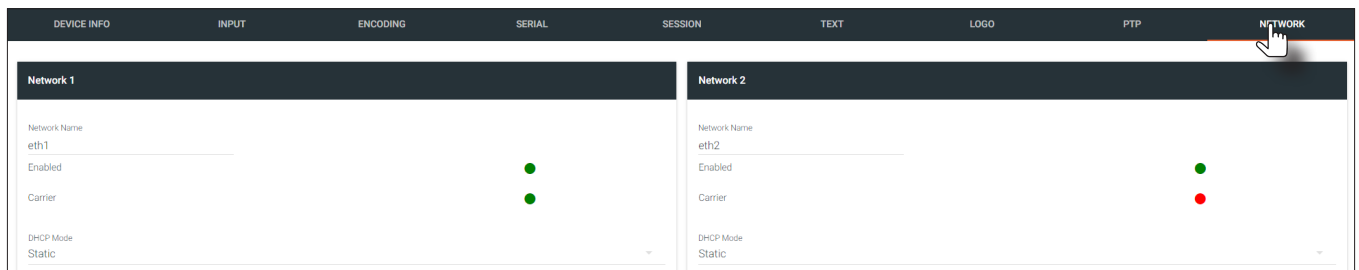 DEVICE INFO INPUT ENCODING SERIAL SESSION TEXT LOGO PTP NETWORK
Network 1
Network Name
eth1
Enabled
Carrier
DHCP Mode
Static
Network 2
Network Name
eth2
Enabled
Carrier
DHCP Mode
Static